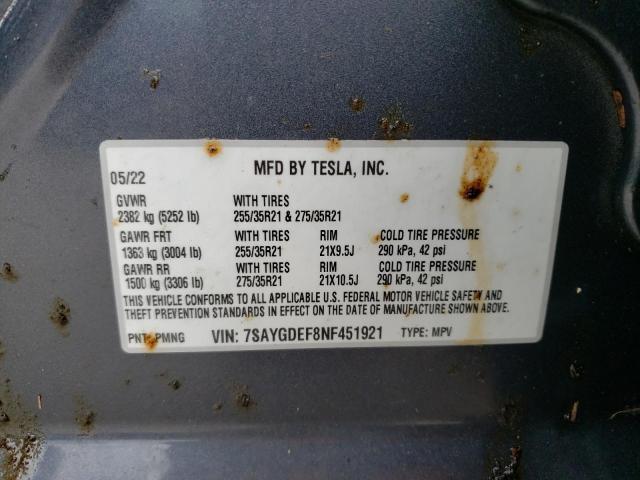 05/22 MFD BY TESLA, INC.
GVWR WITH TIRES
2382 kg (5252 lb) 255/35R21 & 275/35R21
GAWR FRT WITH TIRES RIM COLD TIRE PRESSURE
1363 kg (3004 lb) 255/35R21 21X9.5J 290 kPa, 42 psi
GAWR RR WITH TIRES RIM COLD TIRE PRESSURE
1500 kg (3306 lb) 275/35R21 21X10.5J 290 kPa, 42 psi
THIS VEHICLE CONFORMS TO ALL APPLICABLE U.S. FEDERAL MOTOR VEHICLE SAFETY AND
THEFT PREVENTION STANDARDS IN EFFECT ON THE DATE OF MANUFACTURE SHOWN ABOVE.
PNT: PMNG VIN: 7SAYGDEF8NF451921 TYPE: MPV